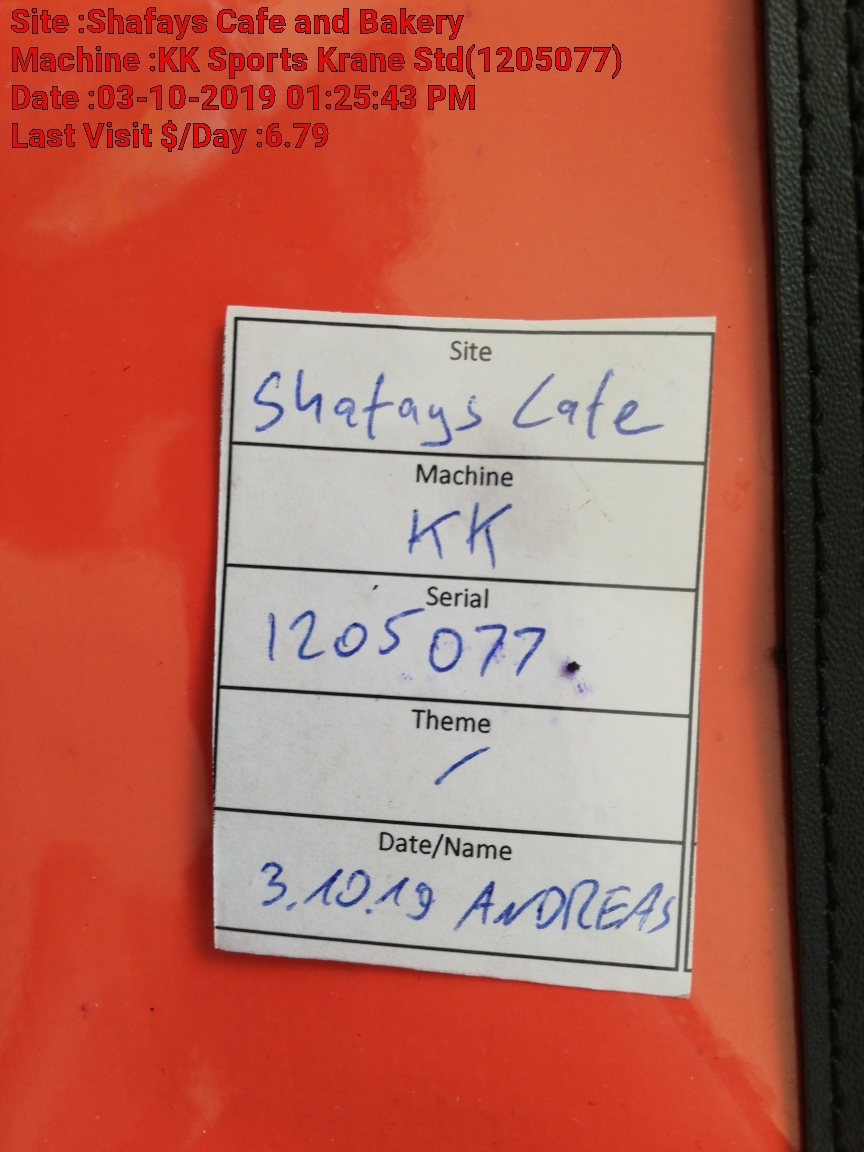 Site :Shafays Cafe and Bakery
Machine :KK Sports Krane Std(1205077)
Date :03-10-2019 01:25:43 PM
Last Visit $/Day :6.79
Site
Shafays Cafe
Machine
KK
Serial
1205077.
Theme
/
Date/Name
3.10.19 ANDREAS